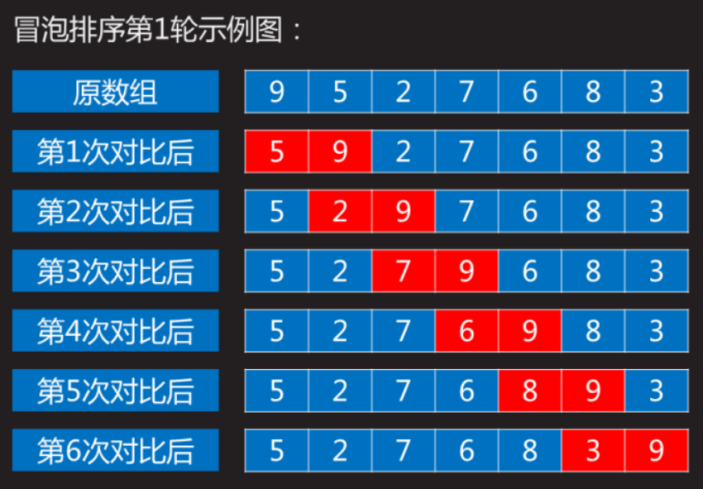 冒泡排序第1轮示例图：
原数组 9 5 2 7 6 8 3
第1次对比后 5 9 2 7 6 8 3
第2次对比后 5 2 9 7 6 8 3
第3次对比后 5 2 7 9 6 8 3
第4次对比后 5 2 7 6 9 8 3
第5次对比后 5 2 7 6 8 9 3
第6次对比后 5 2 7 6 8 3 9